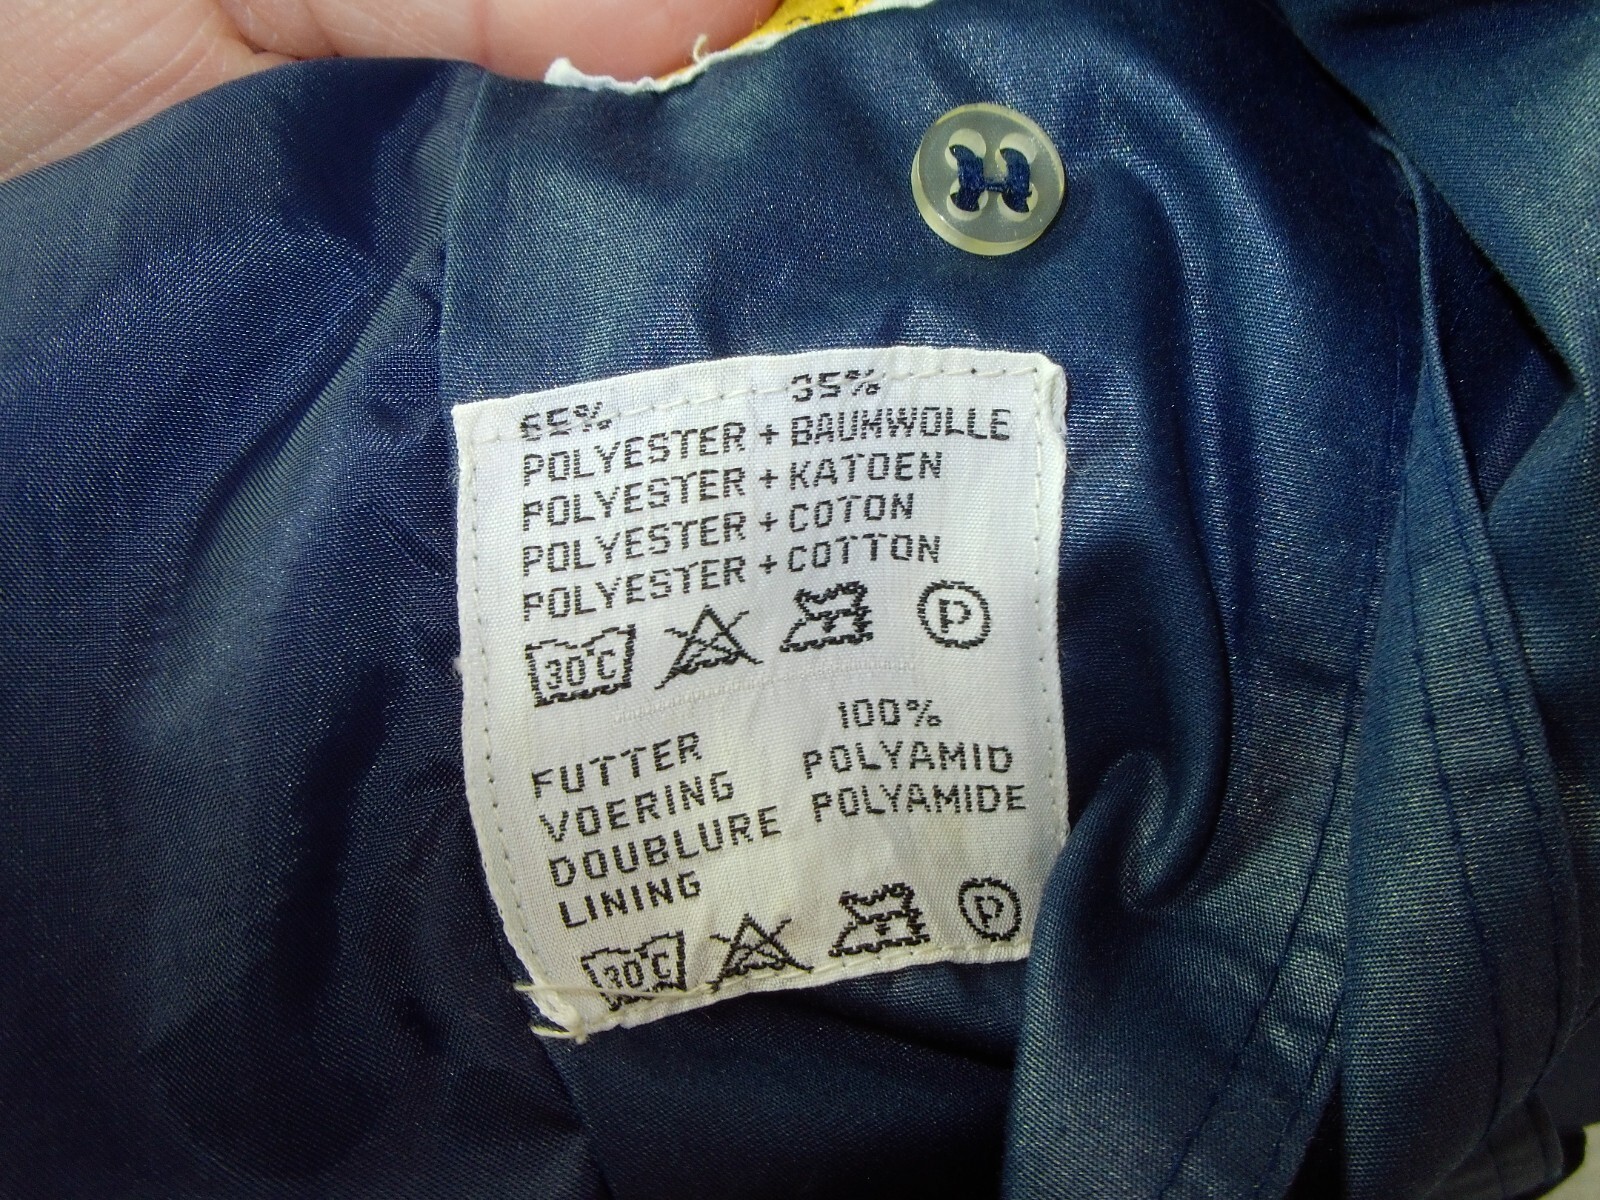 65% 35%
POLYESTER + BAUMWOLLE
POLYESTER + KATOEN
POLYESTER + COTON
POLYESTER + COTTON
30°C P
100%
FUTTER POLYAMID
VOERING POLYAMIDE
DOUBLURE
LINING
30°C P